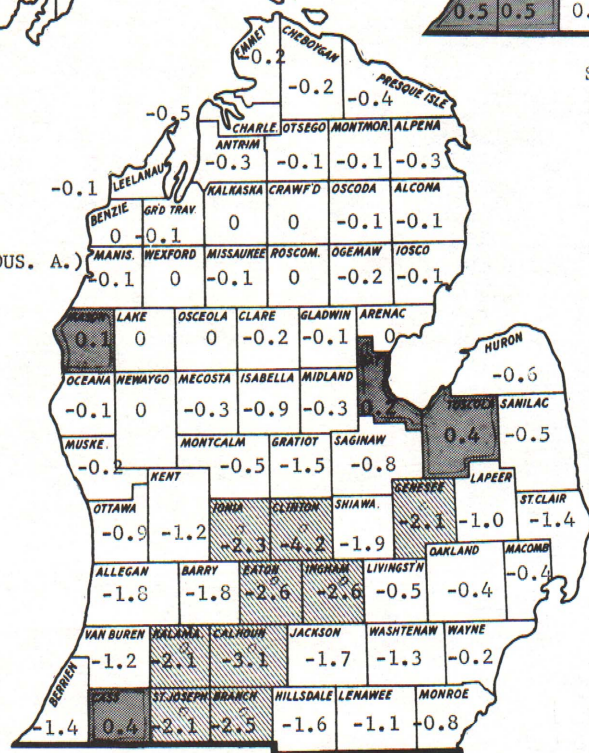 0.5 0.5 0.
S
EMMET CHEBOYGAN
-0.2
PRESQUE ISLE
-0.2 -0.4
-0.5
CHARLE. OTSEGO MONTMOR. ALPENA
ANTRIM
-0.3 -0.1 -0.1 -0.3
LEELANAU
-0.1
KALKASKA CRAWF'D OSCODA ALCONA
BENZIE GR'D TRAV.
0 -0.1 0 0 -0.1 -0.1
OUS. A.)
MANIS. WEXFORD MISSAUKEE ROSCOM. OGEMAW IOSCO
-0.1 0 -0.1 0 -0.2 -0.1
MASON LAKE OSCEOLA CLARE GLADWIN ARENAC
0.1 0 0 -0.2 -0.1 0
HURON
-0.6
OCEANA NEWAYGO MECOSTA ISABELLA MIDLAND
TUSCOLA SANILAC
-0.1 0 -0.3 -0.9 -0.3 0.2
0.4 -0.5
MUSKE. MONTCALM GRATIOT SAGINAW
-0.2 -0.5 -1.5 -0.8
KENT
GENESEE LAPEER
OTTAWA IONIA CLINTON SHIAWA. ST.CLAIR
-0.9 -1.2 -2.3 -4.2 -1.9 -2.1 -1.0 -1.4
OAKLAND MACOMB
ALLEGAN BARRY EATON INGHAM LIVINGST'N
-1.8 -1.8 -2.6 -2.6 -0.5 -0.4 -0.4
VAN BUREN KALAMA. CALHOUN JACKSON WASHTENAW WAYNE
-1.2 -2.1 -3.1 -1.7 -1.3 -0.2
BERRIEN
CASS ST.JOSEPH BRANCH HILLSDALE LENAWEE MONROE
-1.4 0.4 -2.1 -2.5 -1.6 -1.1 -0.8